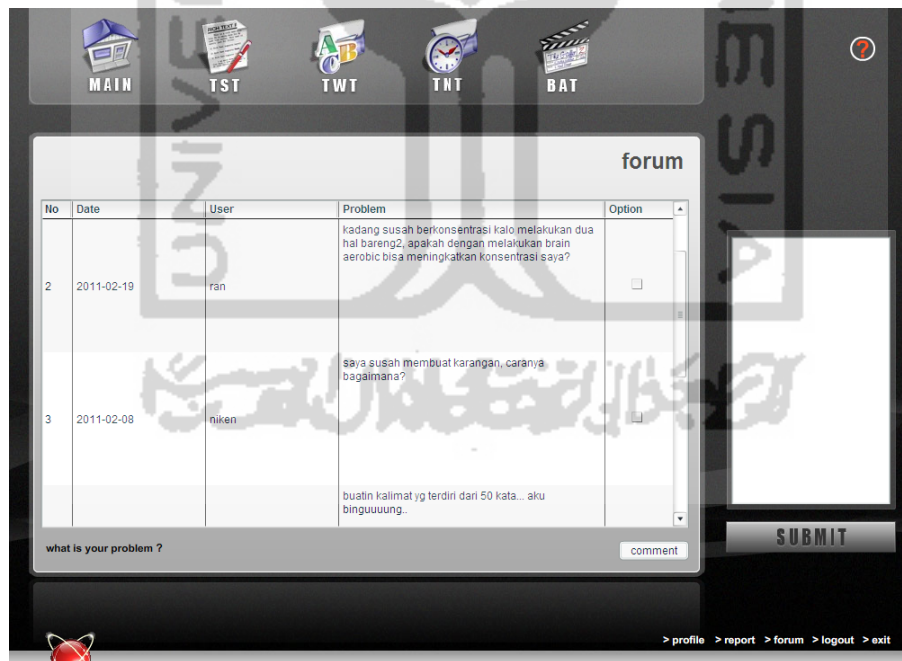 MAIN TST TWT TNT BAT
?
forum
No Date User Problem Option
kadang susah berkonsentrasi kalo melakukan dua
hal bareng2, apakah dengan melakukan brain
aerobic bisa meningkatkan konsentrasi saya?
2 2011-02-19 ran
saya susah membuat karangan, caranya
bagaimana?
3 2011-02-08 niken
buatin kalimat yg terdiri dari 50 kata... aku
binguuuung..
what is your problem ?
comment
SUBMIT
> profile > report > forum > logout > exit